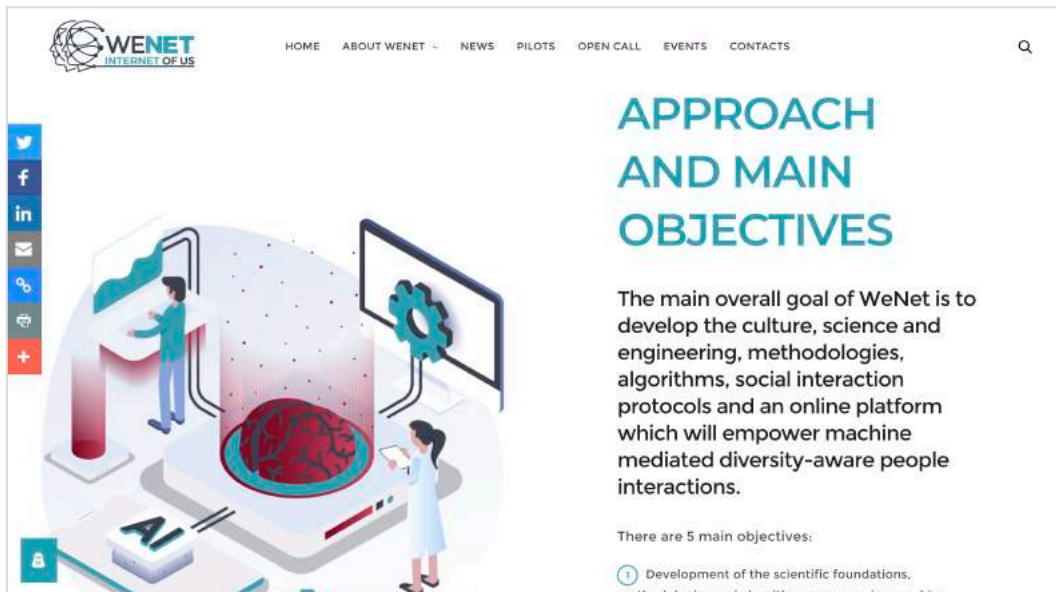 WENET
INTERNET OF US
HOME ABOUT WENET NEWS PILOTS OPEN CALL EVENTS CONTACTS
APPROACH
AND MAIN
OBJECTIVES
The main overall goal of WeNet is to
develop the culture, science and
engineering, methodologies,
algorithms, social interaction
protocols and an online platform
which will empower machine
mediated diversity-aware people
interactions.
There are 5 main objectives:
1 Development of the scientific foundations,
AI